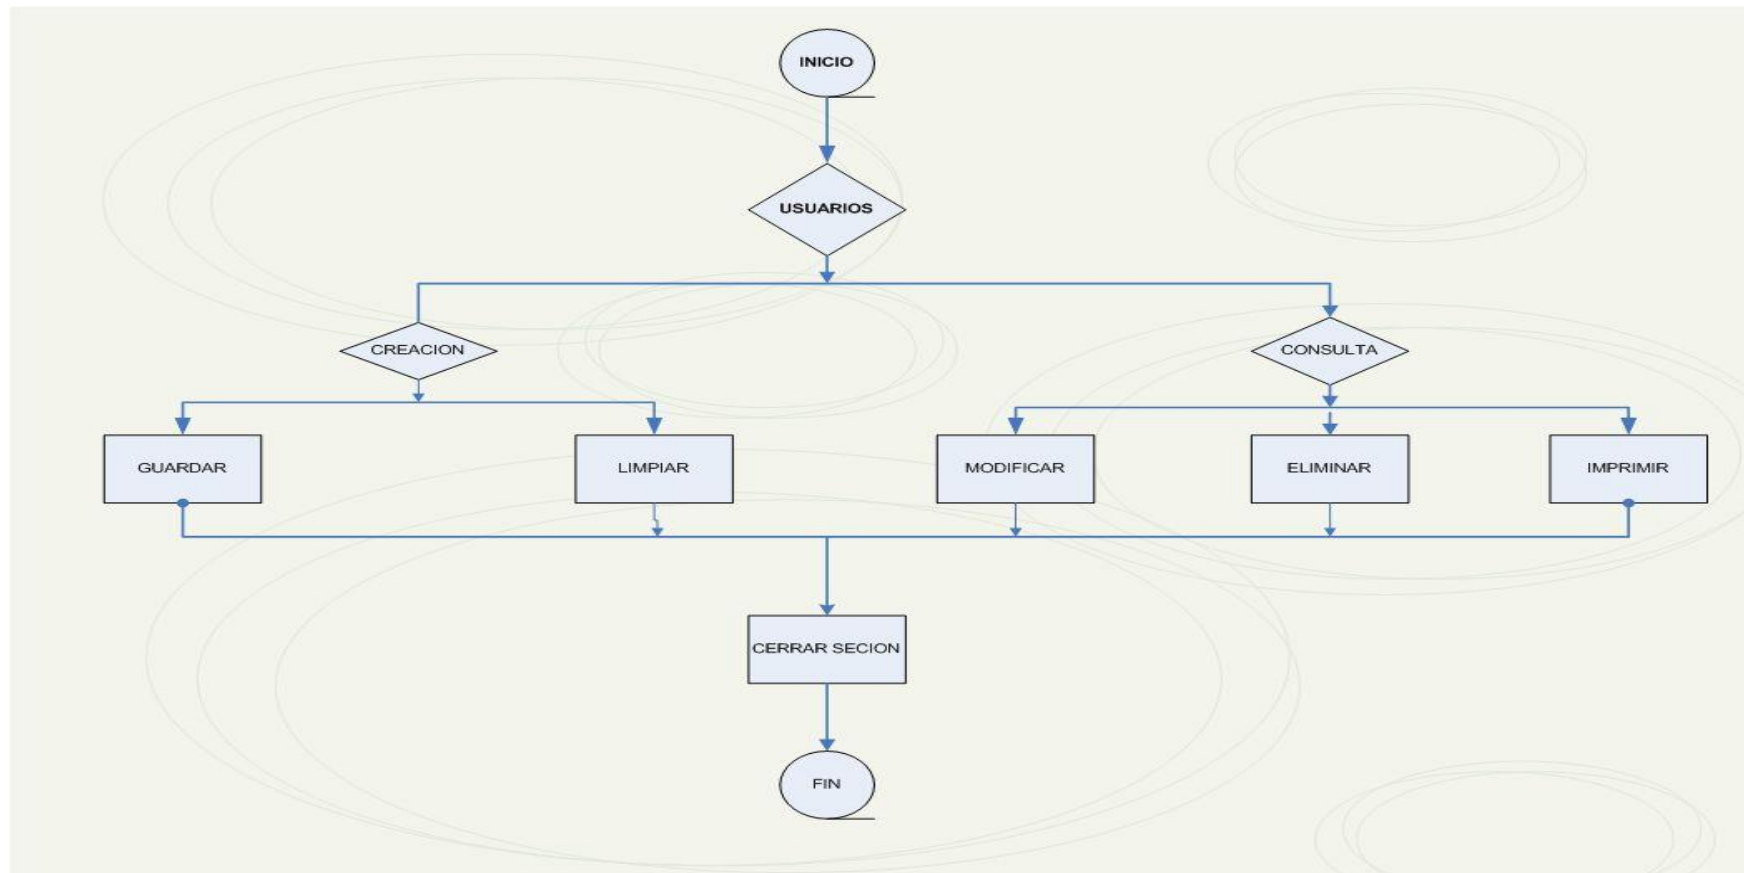 INICIO
USUARIOS
CREACION
CONSULTA
GUARDAR
LIMPIAR
MODIFICAR
ELIMINAR
IMPRIMIR
CERRAR SECION
FIN